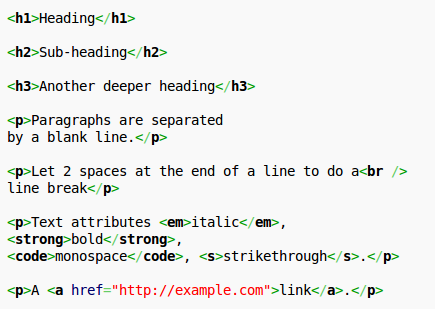 <h1>Heading</h1>
<h2>Sub-heading</h2>
<h3>Another deeper heading</h3>
<p>Paragraphs are separated
by a blank line.</p>
<p>Let 2 spaces at the end of a line to do a<br />
line break</p>
<p>Text attributes <em>italic</em>,
<strong>bold</strong>,
<code>monospace</code>, <s>strikethrough</s>.</p>
<p>A <a href="http://example.com">link</a>.</p>